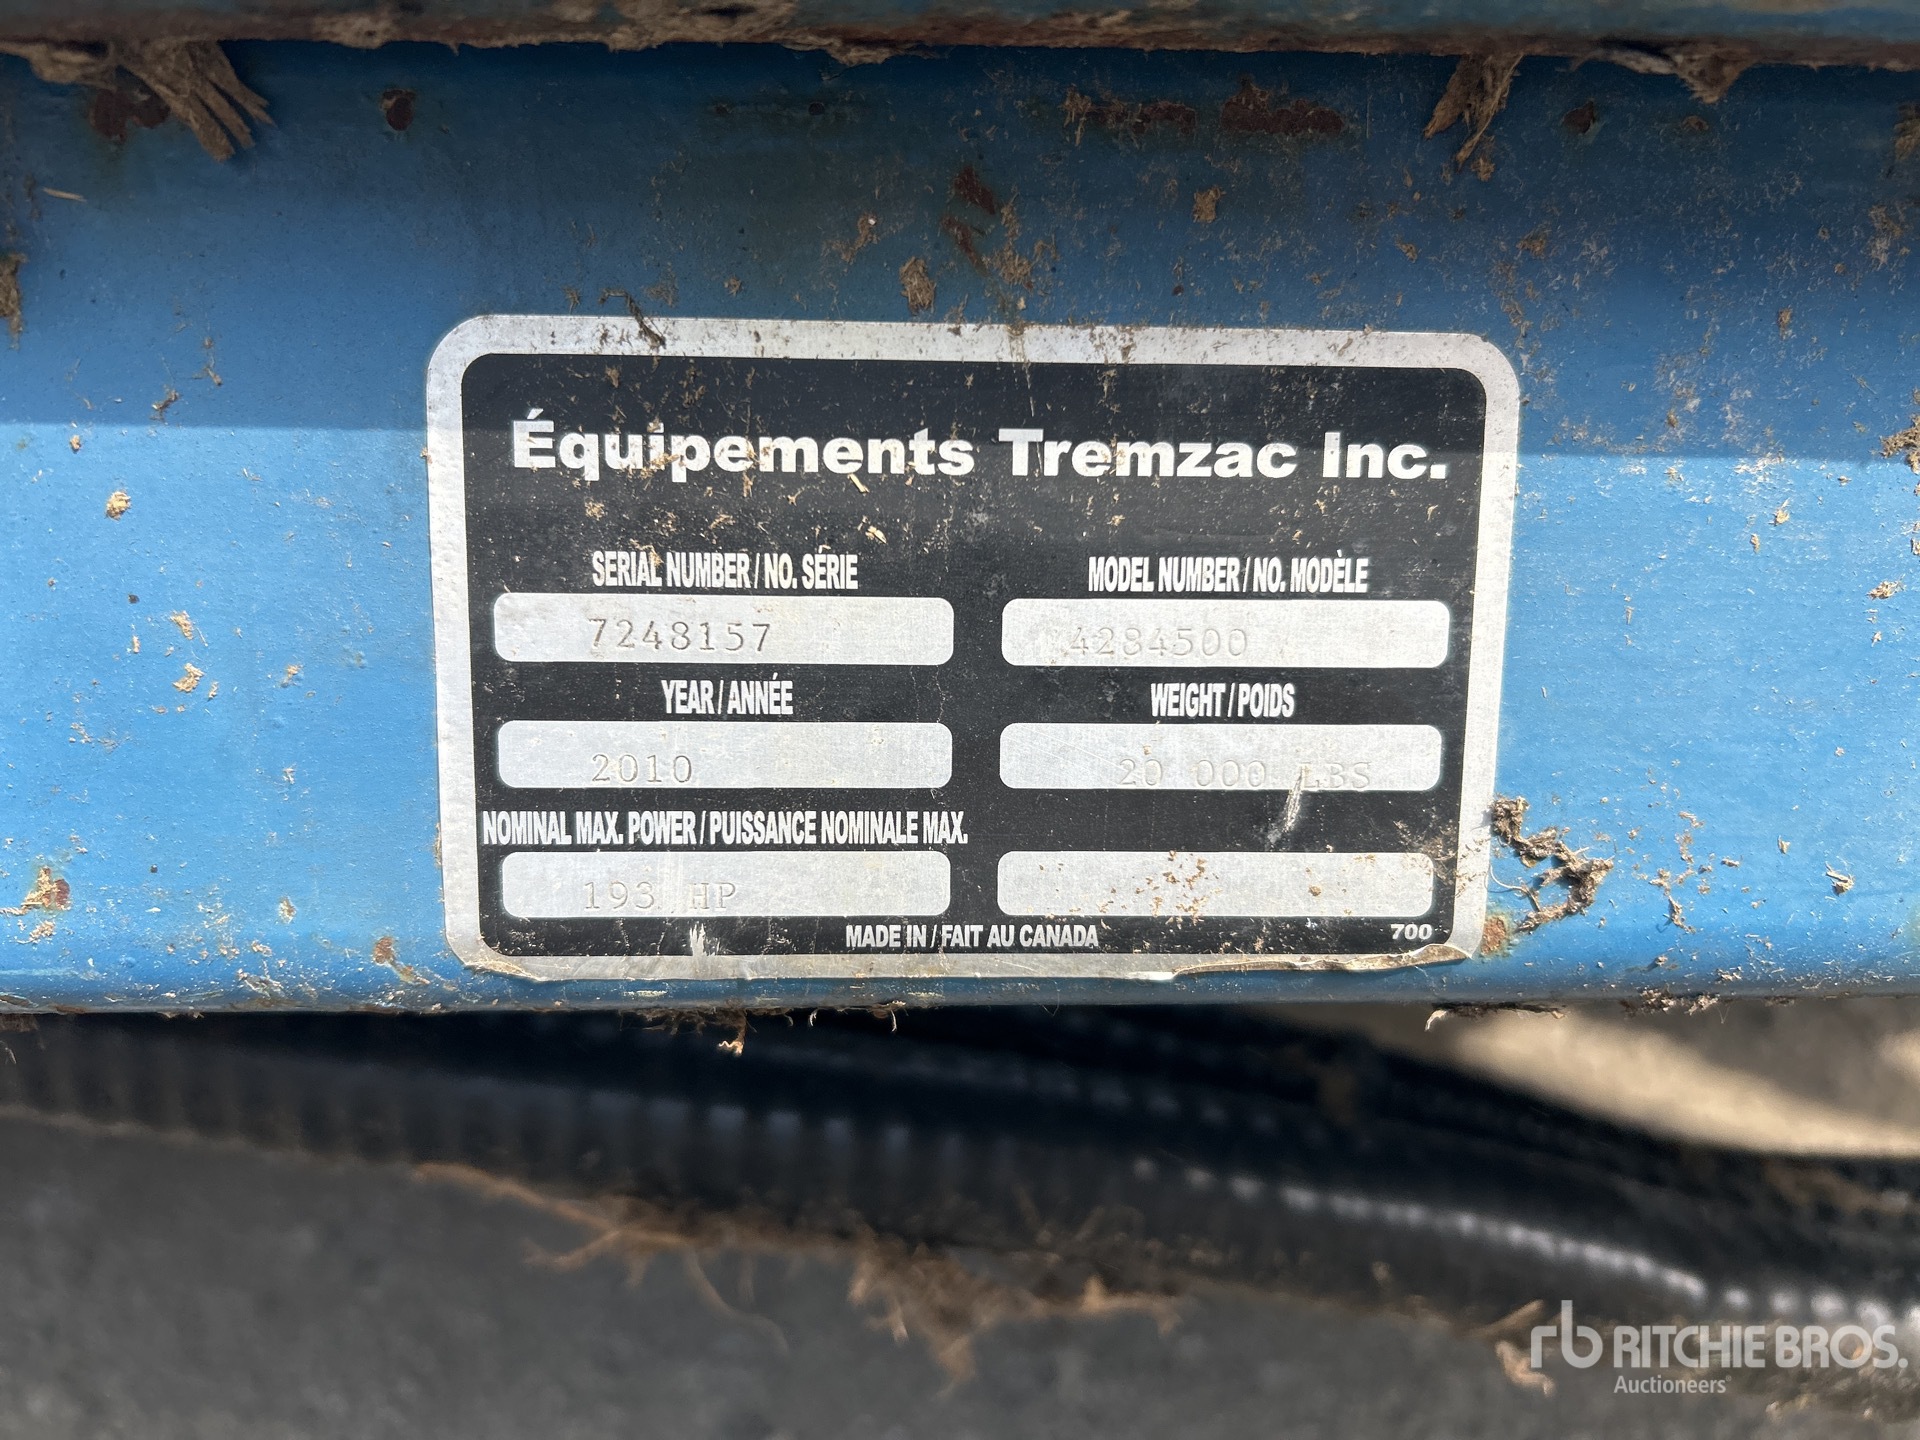 Équipements Tremzac Inc.
SERIAL NUMBER / NO. SÉRIE
MODEL NUMBER / NO. MODÈLE
7248157
4284500
YEAR / ANNÉE
WEIGHT / POIDS
2010
20 000 LBS
NOMINAL MAX. POWER / PUISSANCE NOMINALE MAX.
193 HP
MADE IN / FAIT AU CANADA
700
rb RITCHIE BROS.
Auctioneers